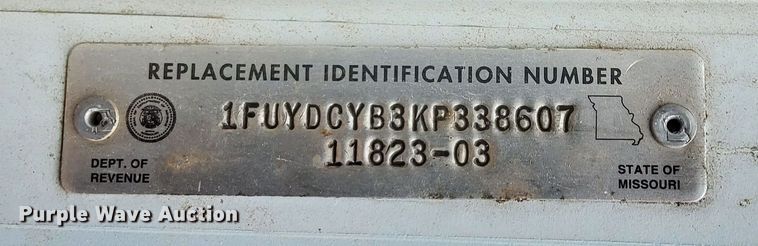 REPLACEMENT IDENTIFICATION NUMBER
1FUYDCYB3KP338607
11823-03
DEPT. OF
REVENUE
STATE OF
MISSOURI
Purple Wave Auction